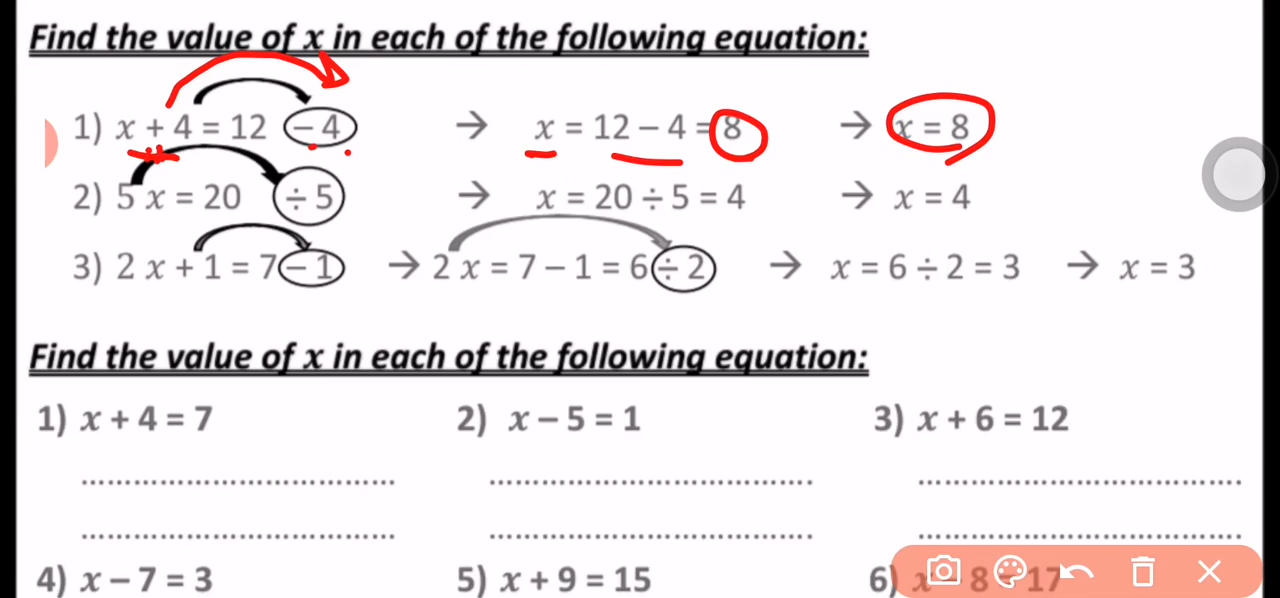 Find the value of x in each of the following equation:
1) x + 4 = 12 − 4 → x = 12 − 4 = 8 → x = 8
2) 5 x = 20 ÷ 5 → x = 20 ÷ 5 = 4 → x = 4
3) 2 x + 1 = 7 − 1 → 2 x = 7 − 1 = 6 ÷ 2 → x = 6 ÷ 2 = 3 → x = 3
Find the value of x in each of the following equation:
1) x + 4 = 7 2) x − 5 = 1 3) x + 6 = 12
4) x − 7 = 3 5) x + 9 = 15 6) x − 8 = 17